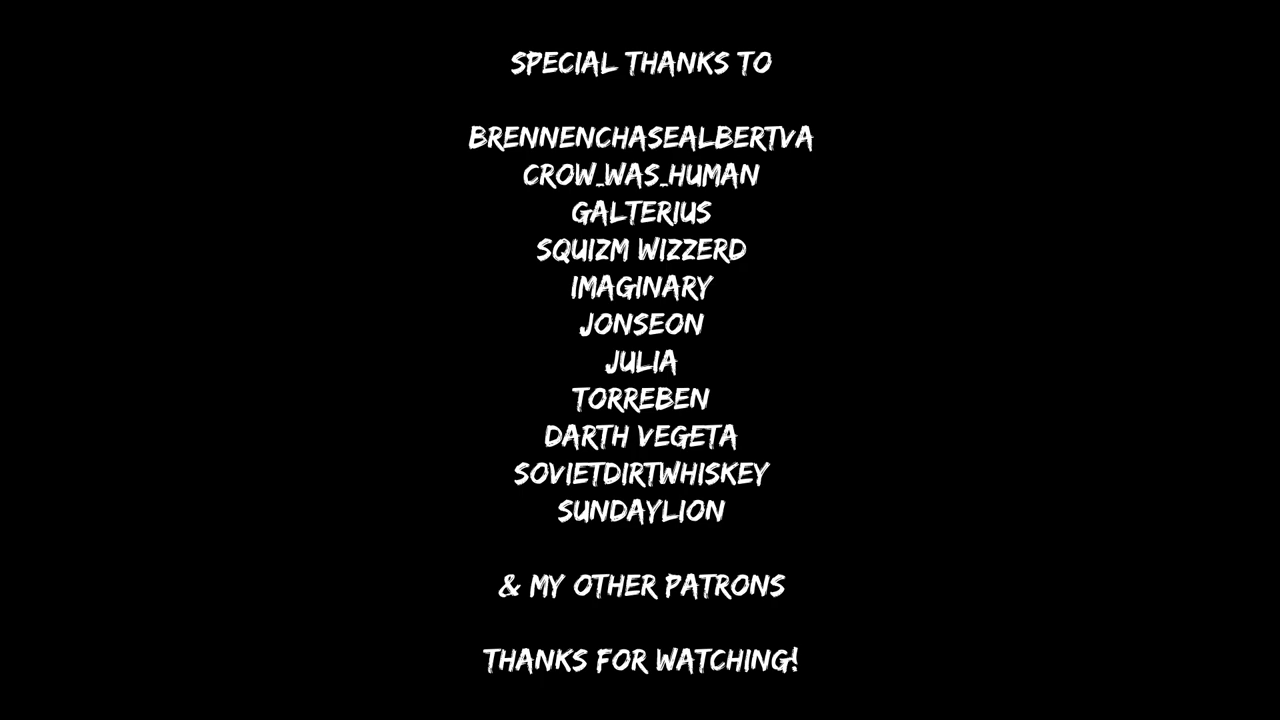 SPECIAL THANKS TO
BRENNENCHASEALBERTVA
CROW_WAS_HUMAN
GALTERIUS
SQUIZM WIZZERD
IMAGINARY
JONSEON
JULIA
TORREBEN
DARTH VEGETA
SOVIETDIRTWHISKEY
SUNDAYLION
& MY OTHER PATRONS
THANKS FOR WATCHING!